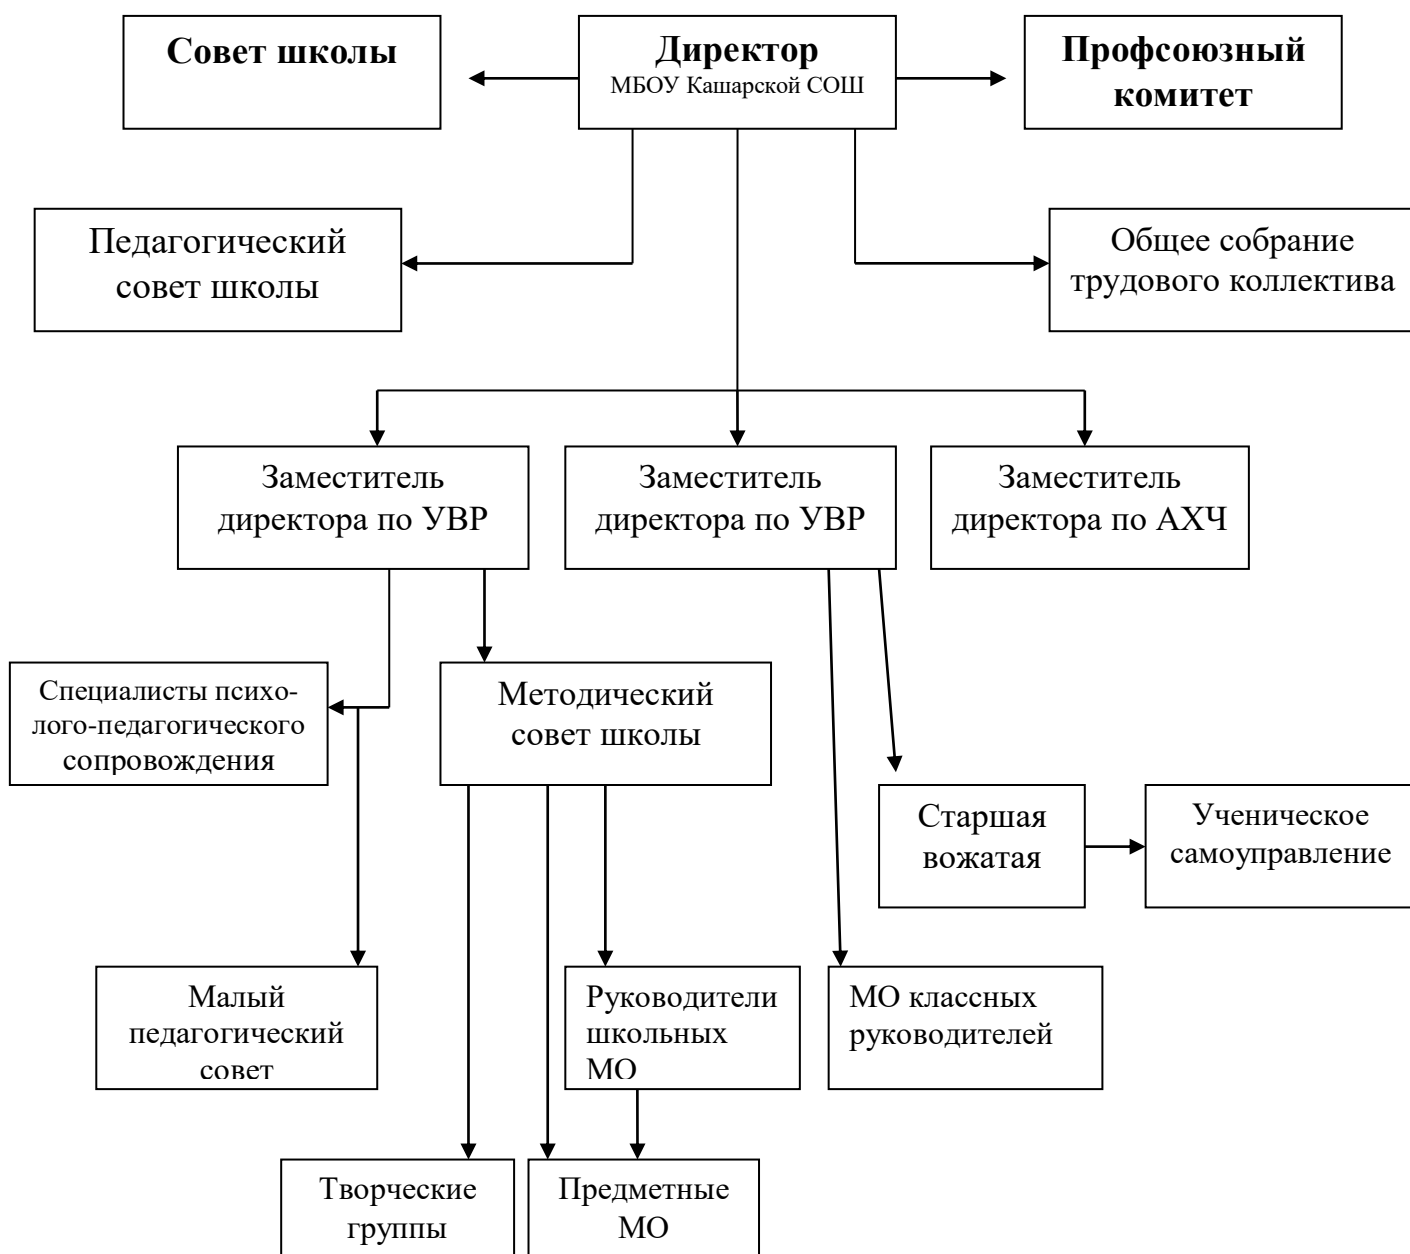 Совет школы
Директор
МБОУ Кашарской СОШ
Профсоюзный
комитет
Педагогический
совет школы
Общее собрание
трудового коллектива
Заместитель
директора по УВР
Заместитель
директора по УВР
Заместитель
директора по АХЧ
Специалисты психо-
лого-педагогического
сопровождения
Методический
совет школы
Старшая
вожатая
Ученическое
самоуправление
Малый
педагогический
совет
Руководители
школьных
МО
МО классных
руководителей
Творческие
группы
Предметные
МО